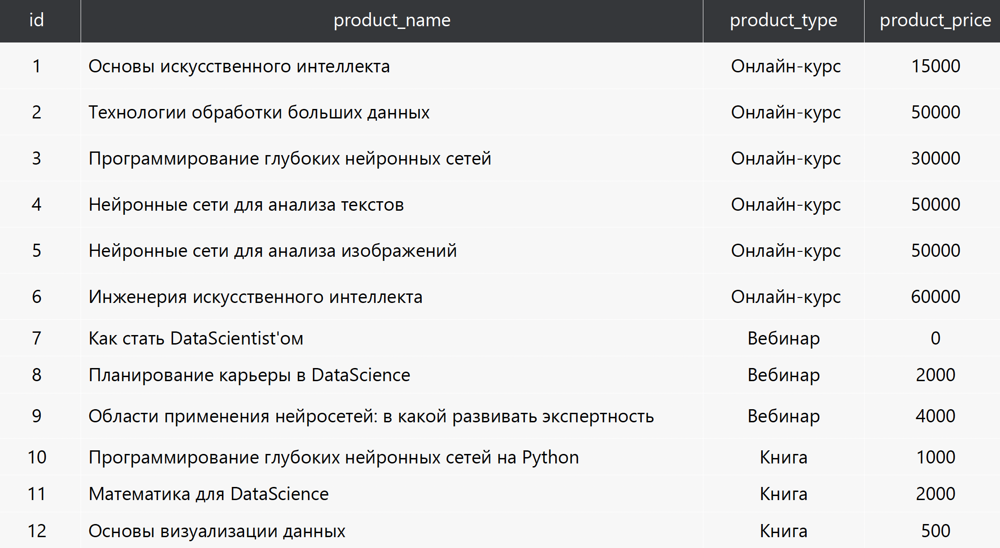 id product_name product_type product_price
1 Основы искусственного интеллекта Онлайн-курс 15000
2 Технологии обработки больших данных Онлайн-курс 50000
3 Программирование глубоких нейронных сетей Онлайн-курс 30000
4 Нейронные сети для анализа текстов Онлайн-курс 50000
5 Нейронные сети для анализа изображений Онлайн-курс 50000
6 Инженерия искусственного интеллекта Онлайн-курс 60000
7 Как стать DataScientist'ом Вебинар 0
8 Планирование карьеры в DataScience Вебинар 2000
9 Области применения нейросетей: в какой развивать экспертность Вебинар 4000
10 Программирование глубоких нейронных сетей на Python Книга 1000
11 Математика для DataScience Книга 2000
12 Основы визуализации данных Книга 500